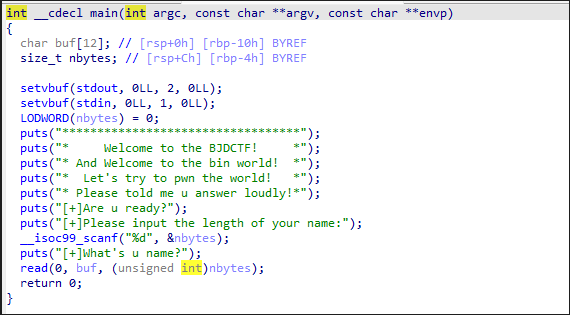 int __cdecl main(int argc, const char **argv, const char **envp)
{
  char buf[12]; // [rsp+0h] [rbp-10h] BYREF
  size_t nbytes; // [rsp+Ch] [rbp-4h] BYREF

  setvbuf(stdout, 0LL, 2, 0LL);
  setvbuf(stdin, 0LL, 1, 0LL);
  LODWORD(nbytes) = 0;
  puts("**********************************");
  puts("*     Welcome to the BJDCTF!     *");
  puts("* And Welcome to the bin world!  *");
  puts("*  Let's try to pwn the world!   *");
  puts("* Please told me u answer loudly!*");
  puts("[+]Are u ready?");
  puts("[+]Please input the length of your name:");
  __isoc99_scanf("%d", &nbytes);
  puts("[+]What's u name?");
  read(0, buf, (unsigned int)nbytes);
  return 0;
}